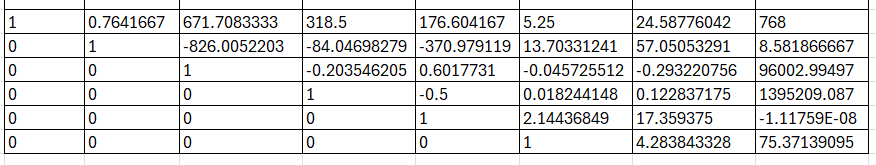 1 0.7641667 671.7083333 318.5 176.604167 5.25 24.58776042 768
0 1 -826.0052203 -84.04698279 -370.979119 13.70331241 57.05053291 8.581866667
0 0 1 -0.203546205 0.6017731 -0.045725512 -0.293220756 96002.99497
0 0 0 1 -0.5 0.018244148 0.122837175 1395209.087
0 0 0 0 1 2.14436849 17.359375 -1.11759E-08
0 0 0 0 0 1 4.283843328 75.37139095